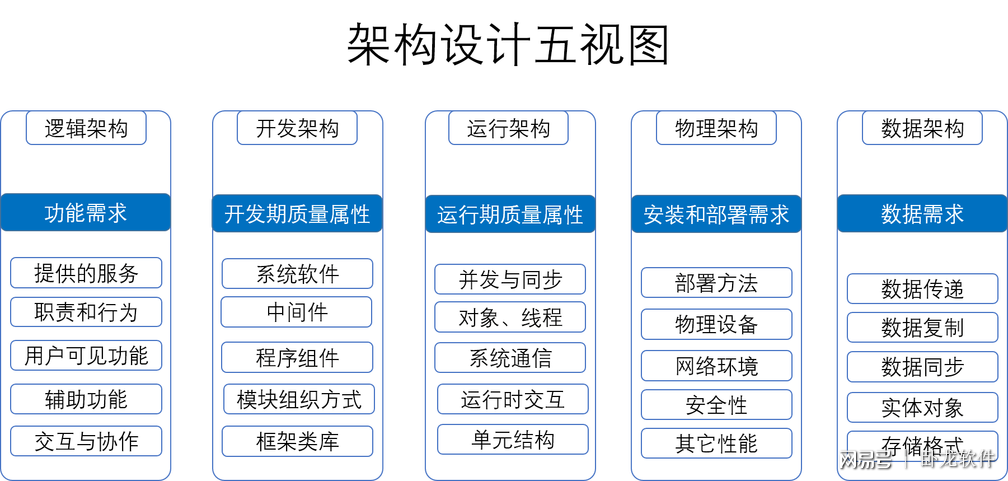 架构设计五视图
逻辑架构
功能需求
提供的服务
职责和行为
用户可见功能
辅助功能
交互与协作
开发架构
开发期质量属性
系统软件
中间件
程序组件
模块组织方式
框架类库
运行架构
运行期质量属性
并发与同步
对象、线程
系统通信
运行时交互
单元结构
物理架构
安装和部署需求
部署方法
物理设备
网络环境
安全性
其它性能
数据架构
数据需求
数据传递
数据复制
数据同步
实体对象
存储格式
网易号 | 卧龙软件